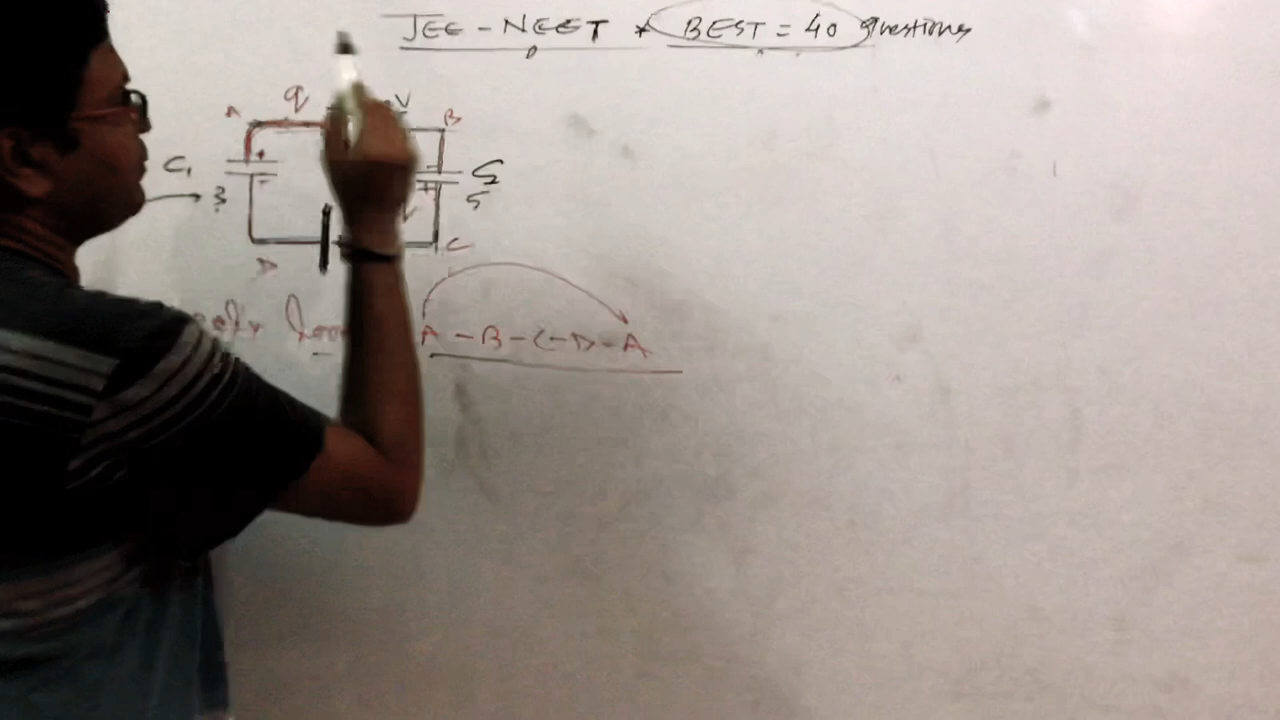 JEE - NEET * BEST = 40 questions
A q V B
+
C1 - C2
3 + 5
D C
A - B - C - D - A